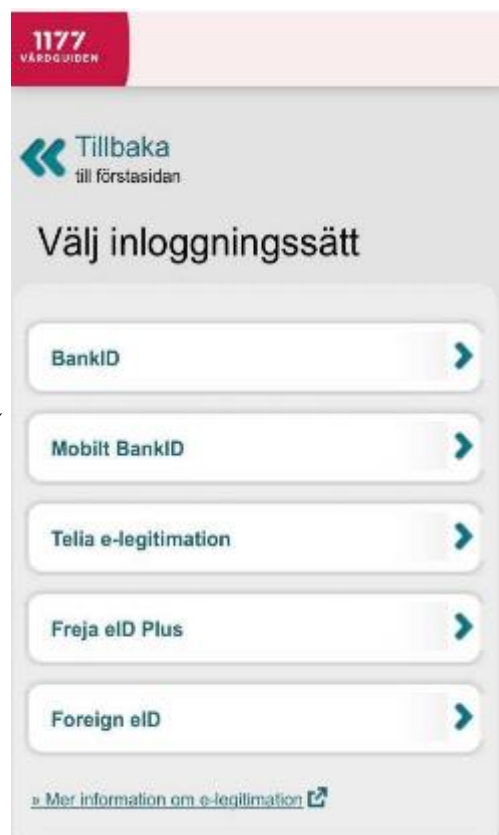 1177
VÅRDGUIDEN
Tillbaka
till förstasidan
Välj inloggningssätt
BankID
Mobilt BankID
Telia e-legitimation
Freja eID Plus
Foreign eID
» Mer information om e-legitimation